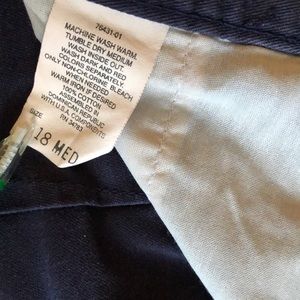 76431-01
MACHINE WASH WARM.
TUMBLE DRY MEDIUM
WASH INSIDE OUT
WASH DARK AND RED
COLORS SEPARATELY.
ONLY NON-CHLORINE BLEACH
WHEN NEEDED
WARM IRON IF DESIRED
100% COTTON
ASSEMBLED IN
DOMINICAN REPUBLIC
WITH U.S.A. COMPONENTS
RN 34783
SIZE
18 MED